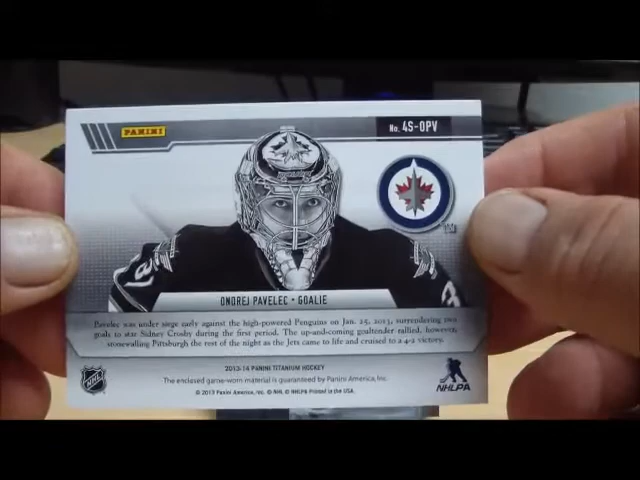 PANINI
No. 4S-OPV
ONDREJ PAVELEC • GOALIE
Pavelec was under siege early against the high-powered Penguins on Jan. 25, 2013, surrendering two
goals to star Sidney Crosby during the first period. The up-and-coming goaltender rallied, however,
stonewalling Pittsburgh the rest of the night as the Jets came to life and cruised to a 4-2 victory.
2013-14 PANINI TITANIUM HOCKEY
The enclosed game-worn material is guaranteed by Panini America, Inc.
© 2013 Panini America, Inc. © NHL © NHLPA Printed in the USA.
NHL
NHLPA